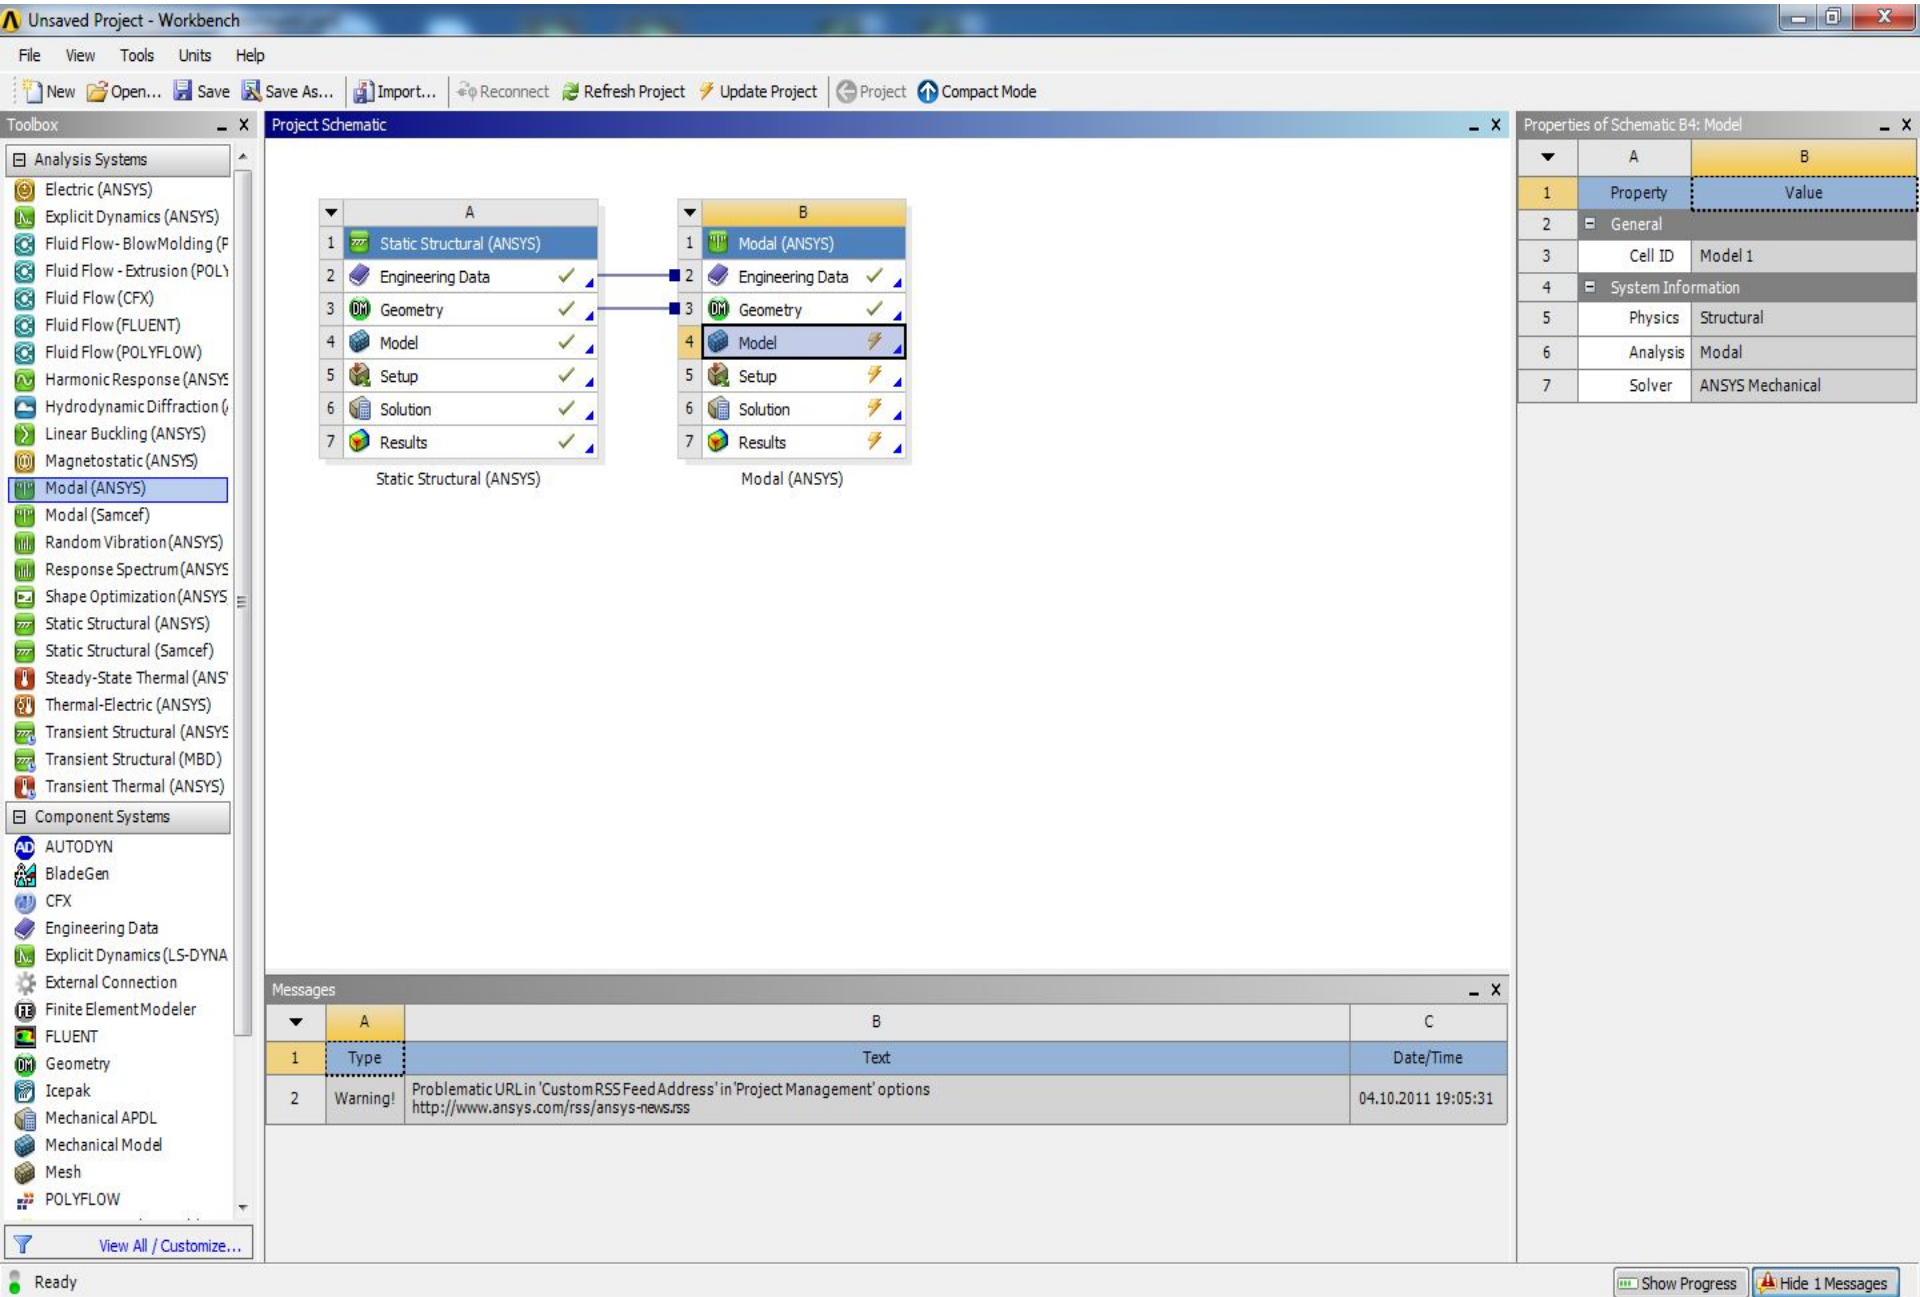 Unsaved Project - Workbench
File View Tools Units Help
New Open... Save Save As... Import... Reconnect Refresh Project Update Project Project Compact Mode
Toolbox
Analysis Systems
Electric (ANSYS)
Explicit Dynamics (ANSYS)
Fluid Flow- BlowMolding (P
Fluid Flow - Extrusion (POLY
Fluid Flow (CFX)
Fluid Flow (FLUENT)
Fluid Flow (POLYFLOW)
Harmonic Response (ANSYS
Hydrodynamic Diffraction (
Linear Buckling (ANSYS)
Magnetostatic (ANSYS)
Modal (ANSYS)
Modal (Samcef)
Random Vibration (ANSYS)
Response Spectrum (ANSYS
Shape Optimization (ANSYS
Static Structural (ANSYS)
Static Structural (Samcef)
Steady-State Thermal (ANS
Thermal-Electric (ANSYS)
Transient Structural (ANSYS
Transient Structural (MBD)
Transient Thermal (ANSYS)
Component Systems
AUTODYN
BladeGen
CFX
Engineering Data
Explicit Dynamics (LS-DYNA
External Connection
Finite Element Modeler
FLUENT
Geometry
Icepak
Mechanical APDL
Mechanical Model
Mesh
POLYFLOW
View All / Customize...
Project Schematic
A
1 Static Structural (ANSYS)
2 Engineering Data
3 Geometry
4 Model
5 Setup
6 Solution
7 Results
Static Structural (ANSYS)
B
1 Modal (ANSYS)
2 Engineering Data
3 Geometry
4 Model
5 Setup
6 Solution
7 Results
Modal (ANSYS)
Messages
A B C
1 Type Text Date/Time
2 Warning! Problematic URL in 'Custom RSS Feed Address' in 'Project Management' options
http://www.ansys.com/rss/ansys-news.rss
04.10.2011 19:05:31
Properties of Schematic B4: Model
A B
1 Property Value
2 General
3 Cell ID Model 1
4 System Information
5 Physics Structural
6 Analysis Modal
7 Solver ANSYS Mechanical
Ready
Show Progress Hide 1 Messages